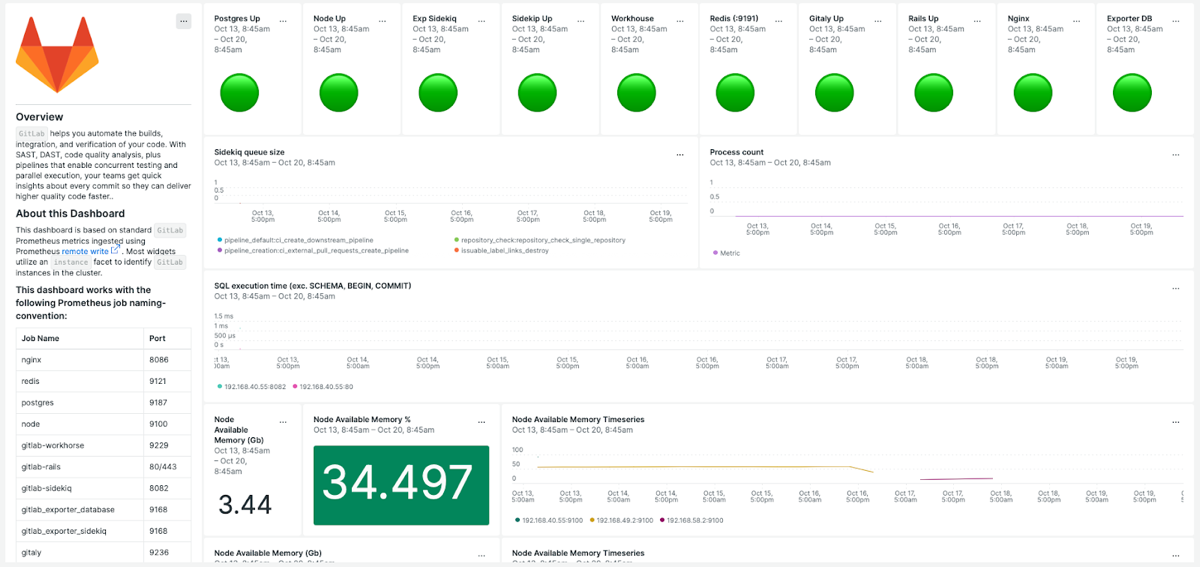 ...
Overview
GitLab helps you automate the builds,
integration, and verification of your code. With
SAST, DAST, code quality analysis, plus
pipelines that enable concurrent testing and
parallel execution, your teams get quick
insights about every commit so they can deliver
higher quality code faster..
About this Dashboard
This dashboard is based on standard GitLab
Prometheus metrics ingested using
Prometheus remote write . Most widgets
utilize an instance facet to identify GitLab
instances in the cluster.
This dashboard works with the
following Prometheus job naming-
convention:
Job Name Port
nginx 8086
redis 9121
postgres 9187
node 9100
gitlab-workhorse 9229
gitlab-rails 80/443
gitlab-sidekiq 8082
gitlab_exporter_database 9168
gitlab_exporter_sidekiq 9168
gitaly 9236
Postgres Up ...
Oct 13, 8:45am
– Oct 20,
8:45am
Node Up ...
Oct 13, 8:45am
– Oct 20,
8:45am
Exp Sidekiq ...
Oct 13, 8:45am
– Oct 20,
8:45am
Sidekip Up ...
Oct 13, 8:45am
– Oct 20,
8:45am
Workhouse ...
Oct 13, 8:45am
– Oct 20,
8:45am
Redis (:9191) ...
Oct 13, 8:45am
– Oct 20,
8:45am
Gitaly Up ...
Oct 13, 8:45am
– Oct 20,
8:45am
Rails Up ...
Oct 13, 8:45am
– Oct 20,
8:45am
Nginx ...
Oct 13, 8:45am
– Oct 20,
8:45am
Exporter DB ...
Oct 13, 8:45am
– Oct 20,
8:45am
Sidekiq queue size ...
Oct 13, 8:45am – Oct 20, 8:45am
1
0.5
0
Oct 13, Oct 14, Oct 15, Oct 16, Oct 17, Oct 18, Oct 19,
5:00pm 5:00pm 5:00pm 5:00pm 5:00pm 5:00pm 5:00pm
pipeline_default:ci_create_downstream_pipeline repository_check:repository_check_single_repository
pipeline_creation:ci_external_pull_requests_create_pipeline issuable_label_links_destroy
Process count ...
Oct 13, 8:45am – Oct 20, 8:45am
1
0.5
0
Oct 13, Oct 14, Oct 15, Oct 16, Oct 17, Oct 18, Oct 19,
5:00pm 5:00pm 5:00pm 5:00pm 5:00pm 5:00pm 5:00pm
Metric
SQL execution time (exc. SCHEMA, BEGIN, COMMIT) ...
Oct 13, 8:45am – Oct 20, 8:45am
1.5 ms
1 ms
500 µs
0 s
:t 13, Oct 13, Oct 14, Oct 14, Oct 15, Oct 15, Oct 16, Oct 16, Oct 17, Oct 17, Oct 18, Oct 18, Oct 19, Oct 19,
00am 5:00pm 5:00am 5:00pm 5:00am 5:00pm 5:00am 5:00pm 5:00am 5:00pm 5:00am 5:00pm 5:00am 5:00pm
192.168.40.55:8082 192.168.40.55:80
Node ...
Available
Memory (Gb)
Oct 13, 8:45am
– Oct 20,
8:45am
3.44
Node Available Memory % ...
Oct 13, 8:45am – Oct 20, 8:45am
34.497
Node Available Memory Timeseries ...
Oct 13, 8:45am – Oct 20, 8:45am
100
50
0
Oct 13, Oct 13, Oct 14, Oct 14, Oct 15, Oct 15, Oct 16, Oct 16, Oct 17, Oct 17, Oct 18, Oct 18, Oct 19, Oct 19,
5:00am 5:00pm 5:00am 5:00pm 5:00am 5:00pm 5:00am 5:00pm 5:00am 5:00pm 5:00am 5:00pm 5:00am 5:00pm
192.168.40.55:9100 192.168.49.2:9100 192.168.58.2:9100
Node Available Memory (Gb) ...
Node Available Memory Timeseries ...